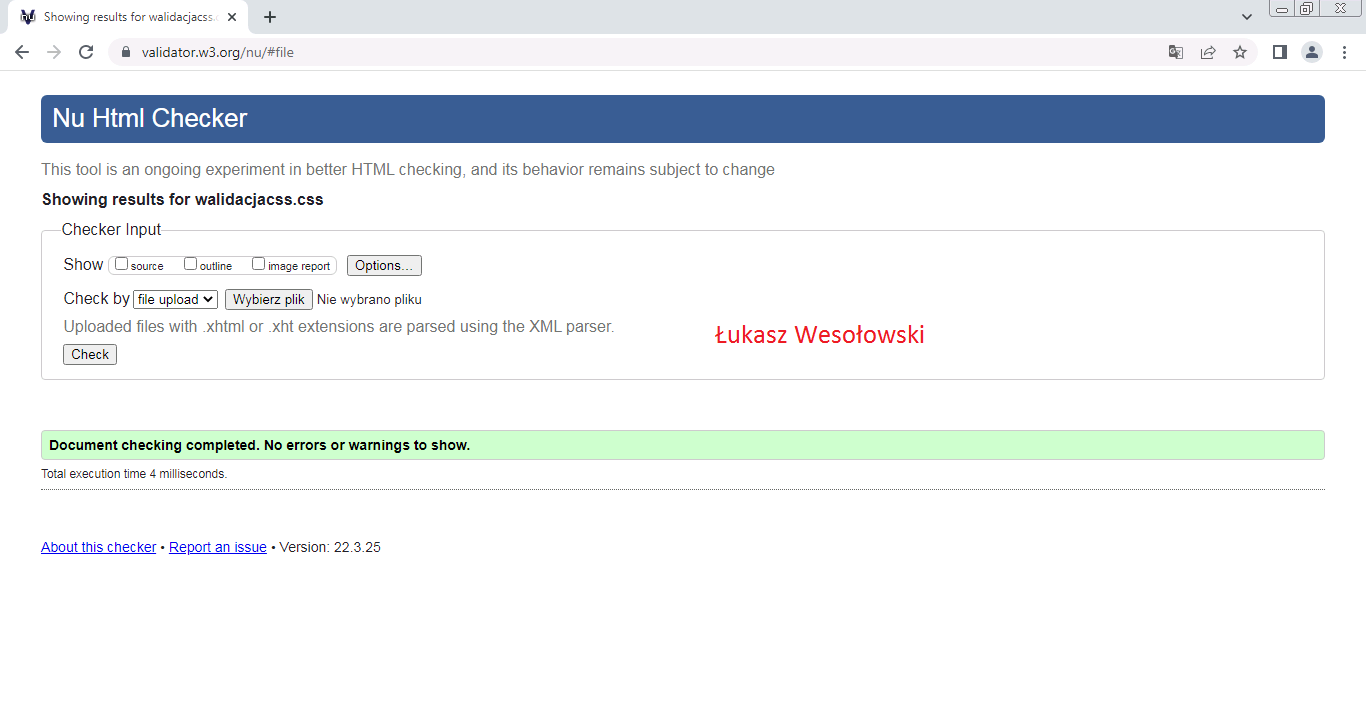 Showing results for walidacjacss.c
validator.w3.org/nu/#file
Nu Html Checker
This tool is an ongoing experiment in better HTML checking, and its behavior remains subject to change
Showing results for walidacjacss.css
Checker Input
Show source outline image report Options...
Check by file upload Wybierz plik Nie wybrano pliku
Uploaded files with .xhtml or .xht extensions are parsed using the XML parser.
Łukasz Wesołowski
Check
Document checking completed. No errors or warnings to show.
Total execution time 4 milliseconds.
About this checker • Report an issue • Version: 22.3.25